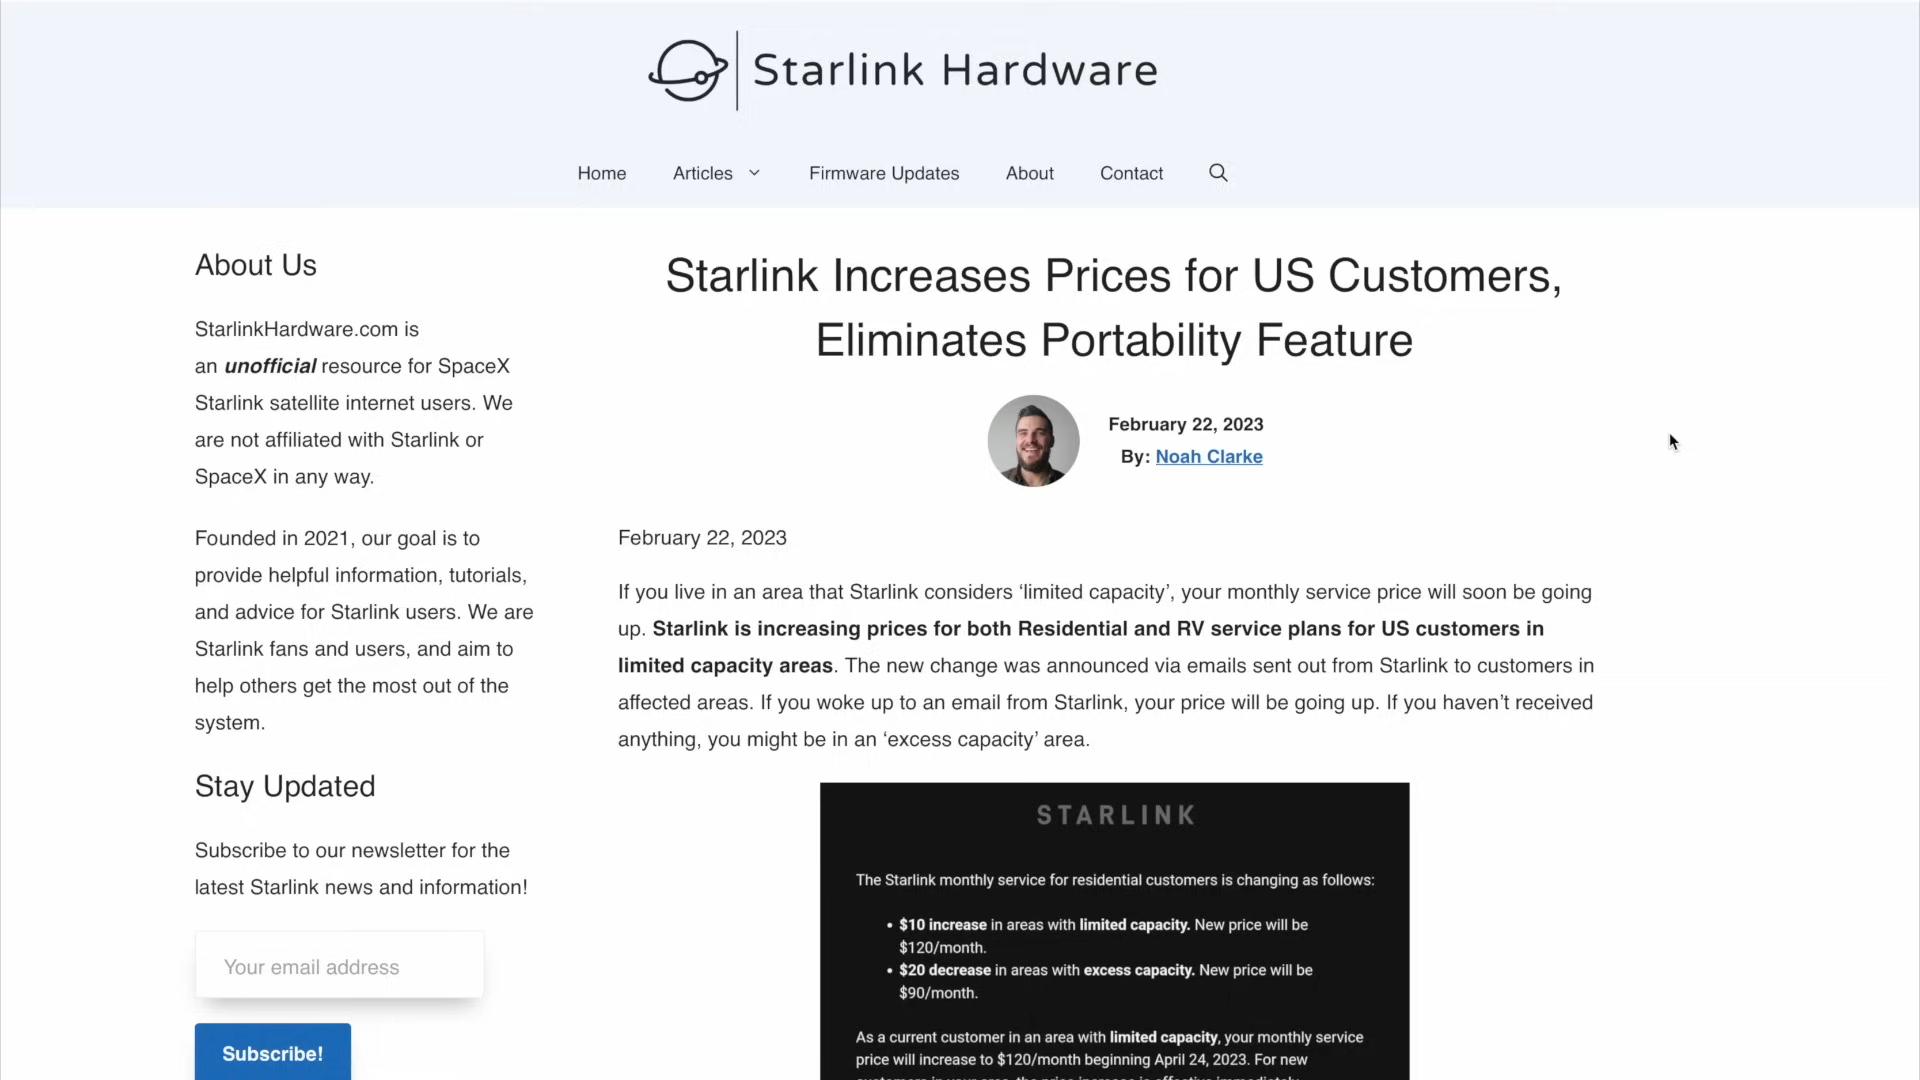 Starlink Hardware
Home
Articles
Firmware Updates
About
Contact
About Us
StarlinkHardware.com is
an unofficial resource for SpaceX
Starlink satellite internet users. We
are not affiliated with Starlink or
SpaceX in any way.
Founded in 2021, our goal is to
provide helpful information, tutorials,
and advice for Starlink users. We are
Starlink fans and users, and aim to
help others get the most out of the
system.
Stay Updated
Subscribe to our newsletter for the
latest Starlink news and information!
Your email address
Subscribe!
Starlink Increases Prices for US Customers,
Eliminates Portability Feature
February 22, 2023
By: Noah Clarke
February 22, 2023
If you live in an area that Starlink considers ‘limited capacity’, your monthly service price will soon be going
up. Starlink is increasing prices for both Residential and RV service plans for US customers in
limited capacity areas. The new change was announced via emails sent out from Starlink to customers in
affected areas. If you woke up to an email from Starlink, your price will be going up. If you haven’t received
anything, you might be in an ‘excess capacity’ area.
STARLINK
The Starlink monthly service for residential customers is changing as follows:
• $10 increase in areas with limited capacity. New price will be
$120/month.
• $20 decrease in areas with excess capacity. New price will be
$90/month.
As a current customer in an area with limited capacity, your monthly service
price will increase to $120/month beginning April 24, 2023. For new